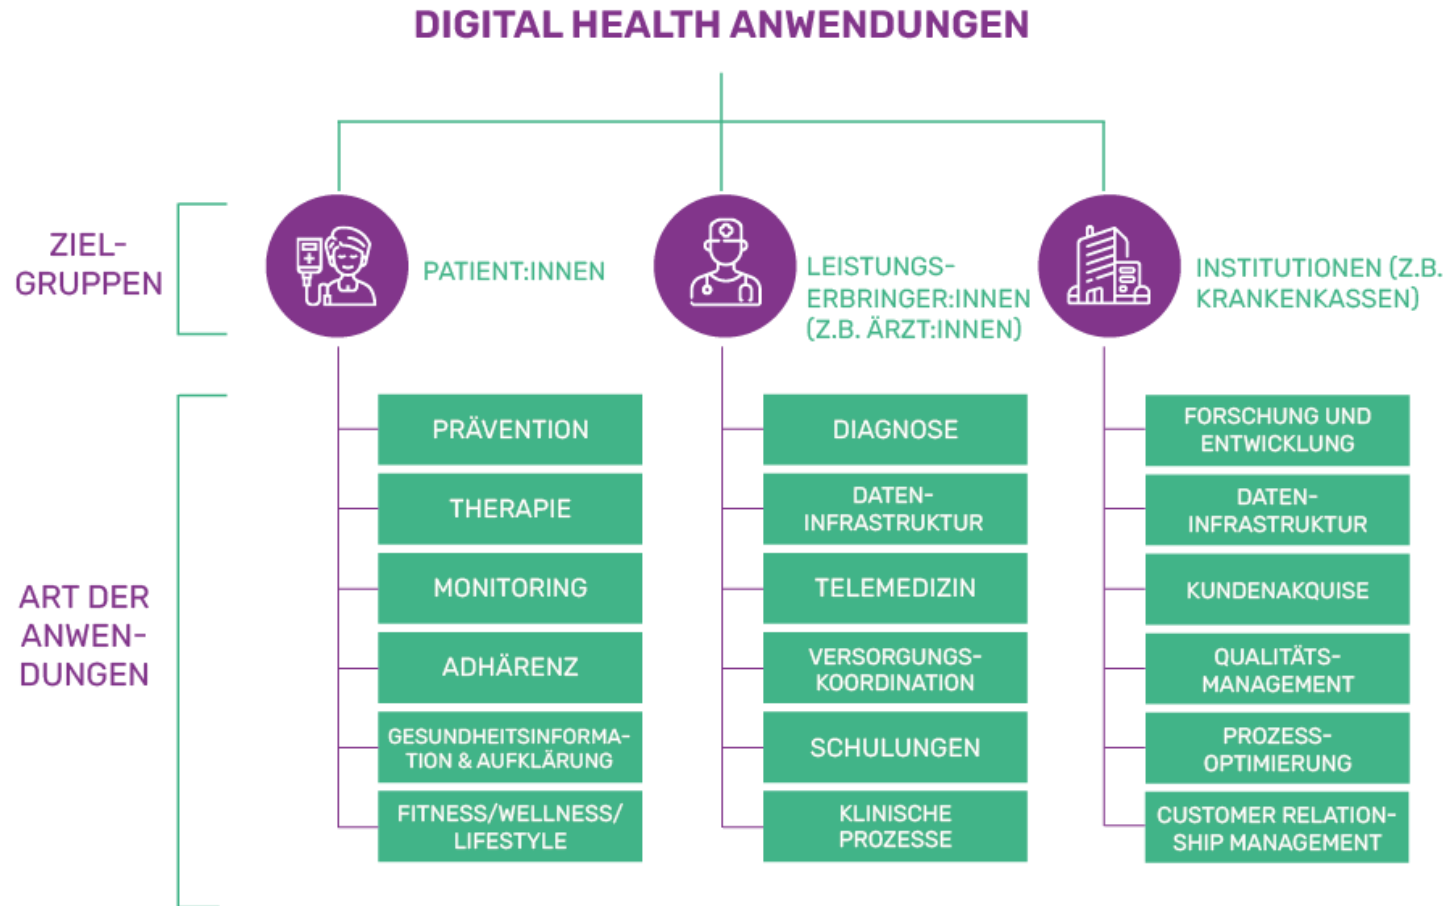 DIGITAL HEALTH ANWENDUNGEN
ZIEL-
GRUPPEN
PATIENT:INNEN
LEISTUNGS-
ERBRINGER:INNEN
(Z.B. ÄRZT:INNEN)
INSTITUTIONEN (Z.B.
KRANKENKASSEN)
ART DER
ANWEN-
DUNGEN
PRÄVENTION
THERAPIE
MONITORING
ADHÄRENZ
GESUNDHEITSINFORMA-
TION & AUFKLÄRUNG
FITNESS/WELLNESS/
LIFESTYLE
DIAGNOSE
DATEN-
INFRASTRUKTUR
TELEMEDIZIN
VERSORGUNGS-
KOORDINATION
SCHULUNGEN
KLINISCHE
PROZESSE
FORSCHUNG UND
ENTWICKLUNG
DATEN-
INFRASTRUKTUR
KUNDENAKQUISE
QUALITÄTS-
MANAGEMENT
PROZESS-
OPTIMIERUNG
CUSTOMER RELATION-
SHIP MANAGEMENT